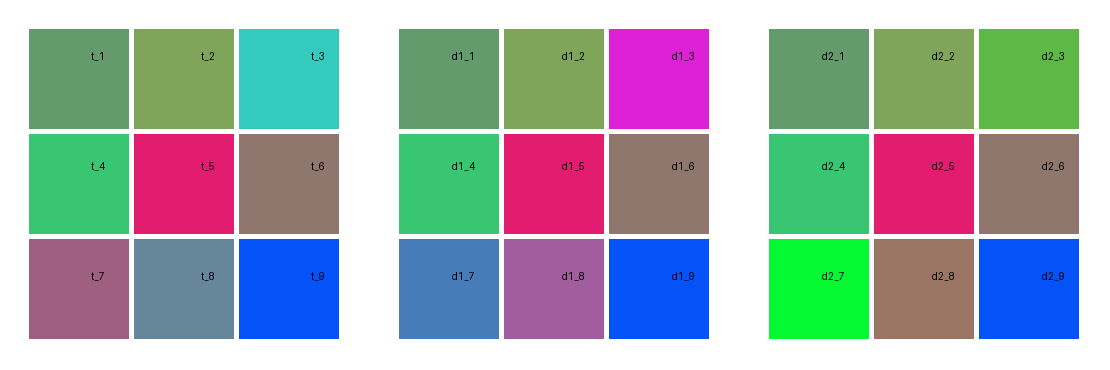 t_1 t_2 t_3 d1_1 d1_2 d1_3 d2_1 d2_2 d2_3
t_4 t_5 t_6 d1_4 d1_5 d1_6 d2_4 d2_5 d2_6
t_7 t_8 t_9 d1_7 d1_8 d1_9 d2_7 d2_8 d2_9